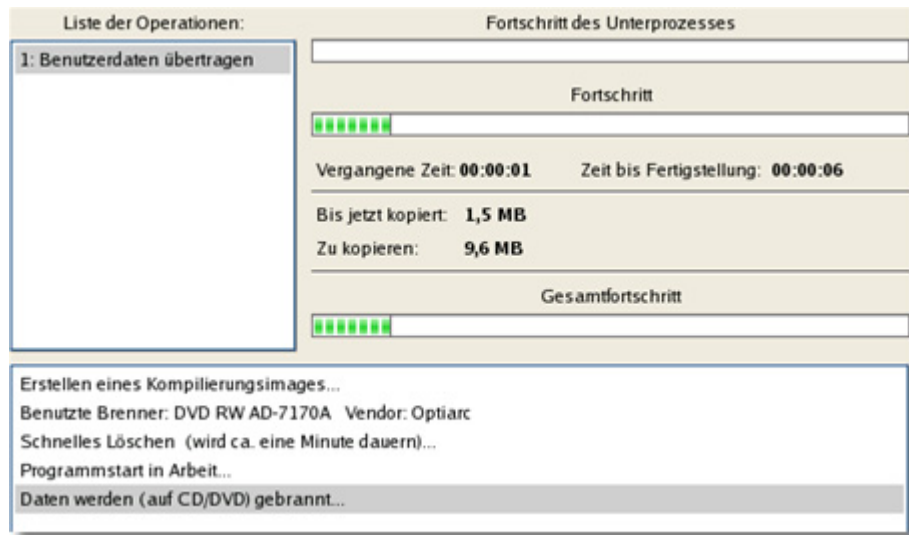 Liste der Operationen:
1: Benutzerdaten übertragen
Fortschritt des Unterprozesses
Fortschritt
Vergangene Zeit: 00:00:01 Zeit bis Fertigstellung: 00:00:06
Bis jetzt kopiert: 1,5 MB
Zu kopieren: 9,6 MB
Gesamtfortschritt
Erstellen eines Kompilierungsimages...
Benutzte Brenner: DVD RW AD-7170A Vendor: Optiarc
Schnelles Löschen (wird ca. eine Minute dauern)...
Programmstart in Arbeit...
Daten werden (auf CD/DVD) gebrannt...